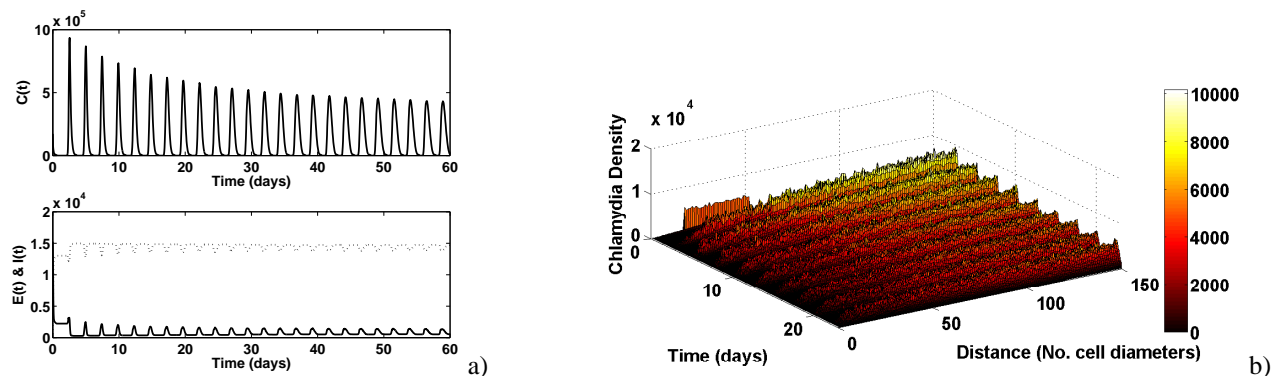 x 10^5
10
5
0
C(t)
0 10 20 30 40 50 60
Time (days)
x 10^4
2
1.5
1
0.5
0
E(t) & I(t)
0 10 20 30 40 50 60
Time (days)
a)
x 10^4
2
1
0
Chlamydia Density
0
10
20
Time (days)
0
50
100
150
Distance (No. cell diameters)
10000
8000
6000
4000
2000
0
b)